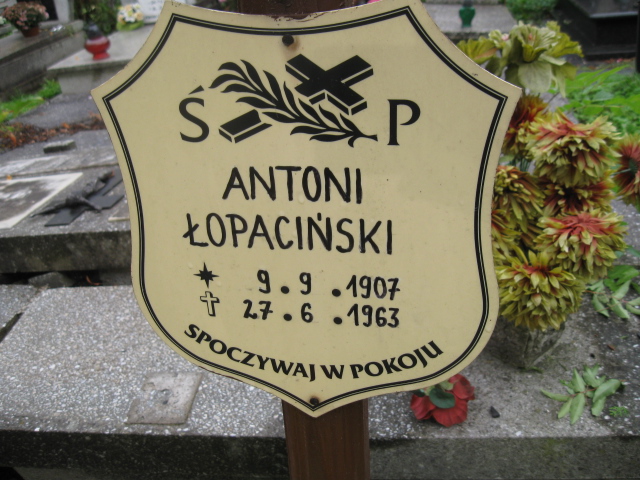 Ś P
ANTONI
ŁOPACIŃSKI
9.9.1907
27.6.1963
SPOCZYWAJ W POKOJU